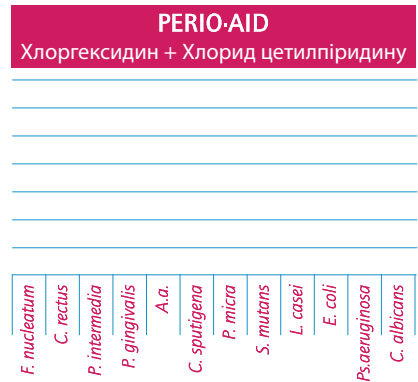 PERIO·AID
Хлоргексидин + Хлорид цетилпіридину
F. nucleatum
C. rectus
P. intermedia
P. gingivalis
A.a.
C. sputigena
P. micra
S. mutans
L. casei
E. coli
Ps.aeruginosa
C. albicans